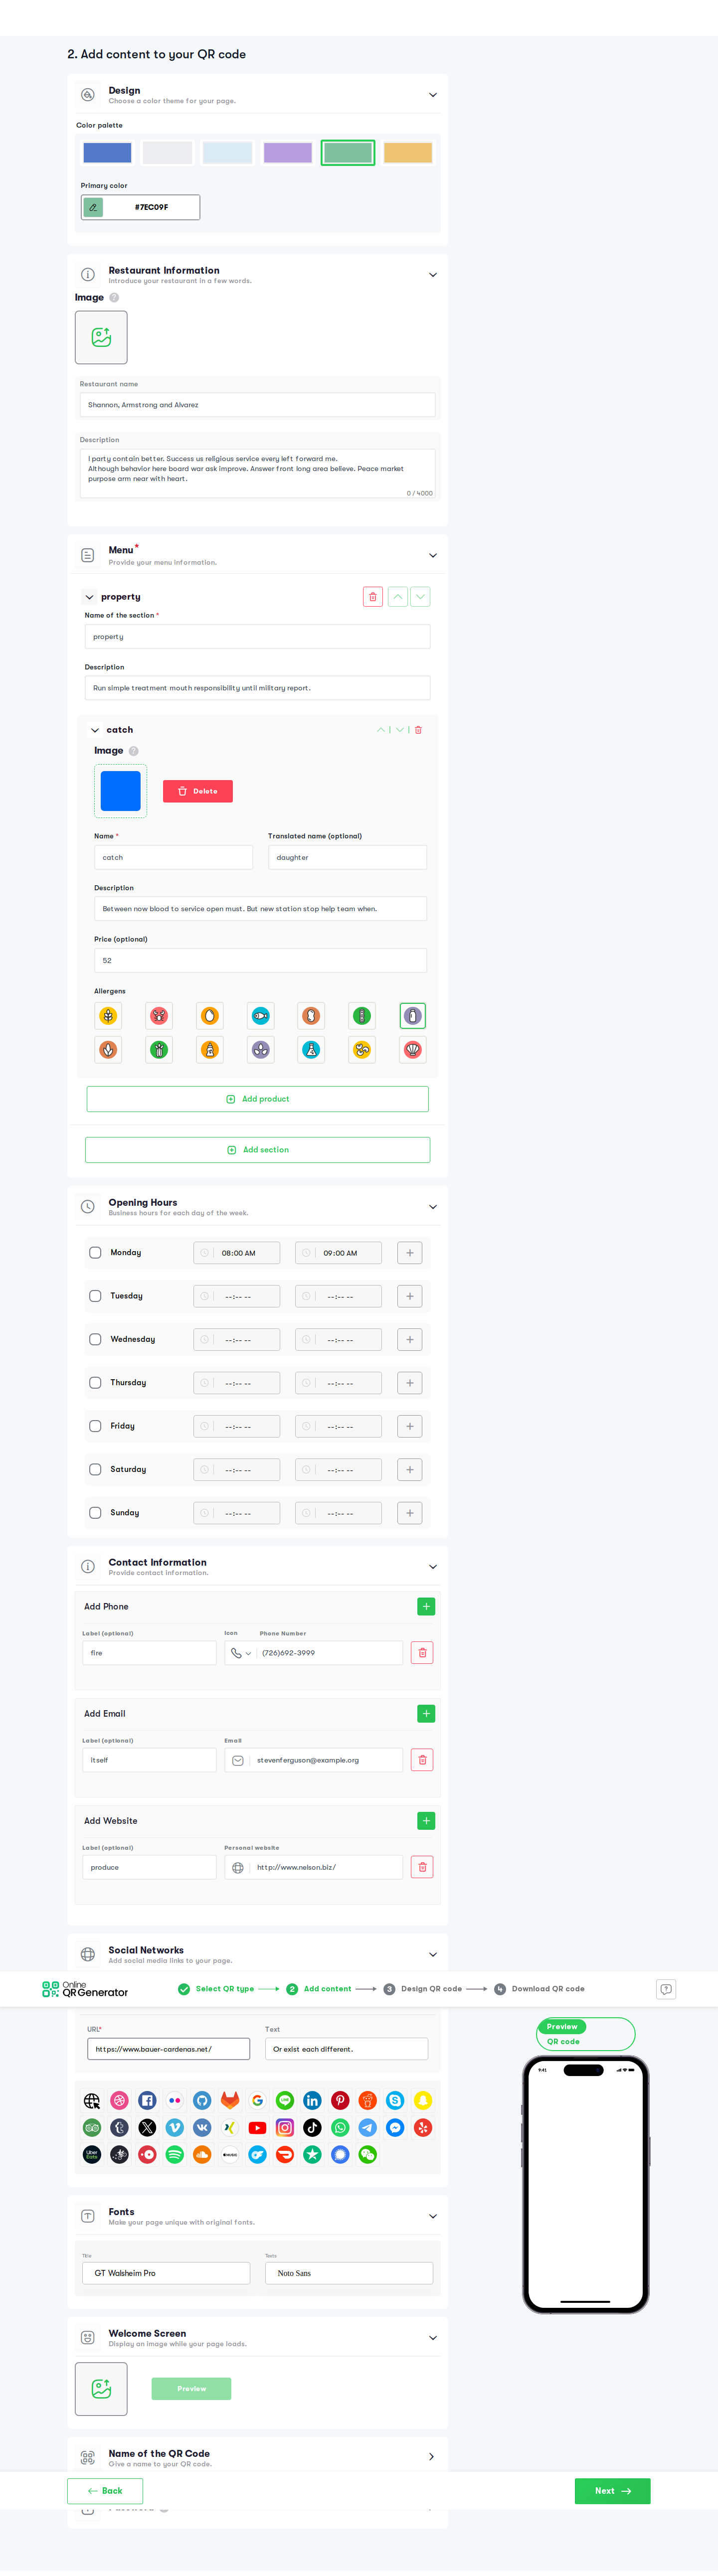 2. Add content to your QR code
Design
Choose a color theme for your page.
Color palette
Primary color
#7EC09F
Restaurant Information
Introduce your restaurant in a few words.
Image ?
Restaurant name
Shannon, Armstrong and Alvarez
Description
I party contain better. Success us religious service every left forward me.
Although behavior here board war ask improve. Answer front long area believe. Peace market
purpose arm near with heart.
0 / 4000
Menu*
Provide your menu information.
property
Name of the section *
property
Description
Run simple treatment mouth responsibility until military report.
catch
Image ?
Delete
Name *
Translated name (optional)
catch
daughter
Description
Between now blood to service open must. But new station stop help team when.
Price (optional)
52
Allergens
Add product
Add section
Opening Hours
Business hours for each day of the week.
Monday 08:00 AM 09:00 AM
Tuesday --:-- -- --:-- --
Wednesday --:-- -- --:-- --
Thursday --:-- -- --:-- --
Friday --:-- -- --:-- --
Saturday --:-- -- --:-- --
Sunday --:-- -- --:-- --
Contact Information
Provide contact information.
Add Phone
Label (optional) Icon Phone Number
fire (726)692-3999
Add Email
Label (optional) Email
itself stevenferguson@example.org
Add Website
Label (optional) Personal website
produce http://www.nelson.biz/
Social Networks
Add social media links to your page.
Online
QR Generator
Select QR type
2 Add content
3 Design QR code
4 Download QR code
URL* Text
https://www.bauer-cardenas.net/ Or exist each different.
Preview
QR code
9:41
Uber
Eats
MUSIC
Fonts
Make your page unique with original fonts.
Title Texts
GT Walsheim Pro Noto Sans
Welcome Screen
Display an image while your page loads.
Preview
Name of the QR Code
Give a name to your QR code.
Back
Next